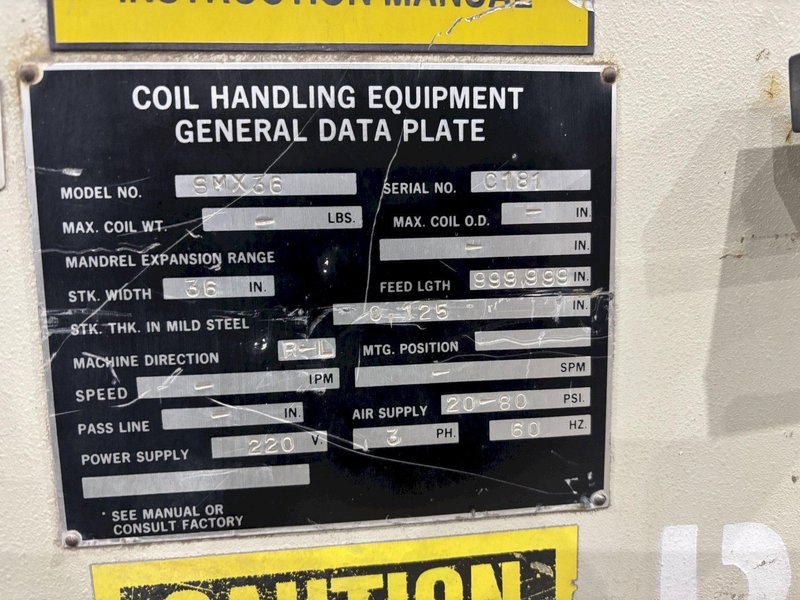 INSTRUCTION MANUAL
COIL HANDLING EQUIPMENT
GENERAL DATA PLATE
MODEL NO. SMX36 SERIAL NO. C181
MAX. COIL WT. - LBS. MAX. COIL O.D. - IN.
MANDREL EXPANSION RANGE - IN.
STK. WIDTH 36 IN. FEED LGTH 999.999 IN.
STK. THK. IN MILD STEEL 0.125 IN.
MACHINE DIRECTION R-L MTG. POSITION
SPEED - IPM - SPM
PASS LINE - IN. AIR SUPPLY 20-80 PSI.
POWER SUPPLY 220 V. 3 PH. 60 HZ.
SEE MANUAL OR
CONSULT FACTORY
CAUTION